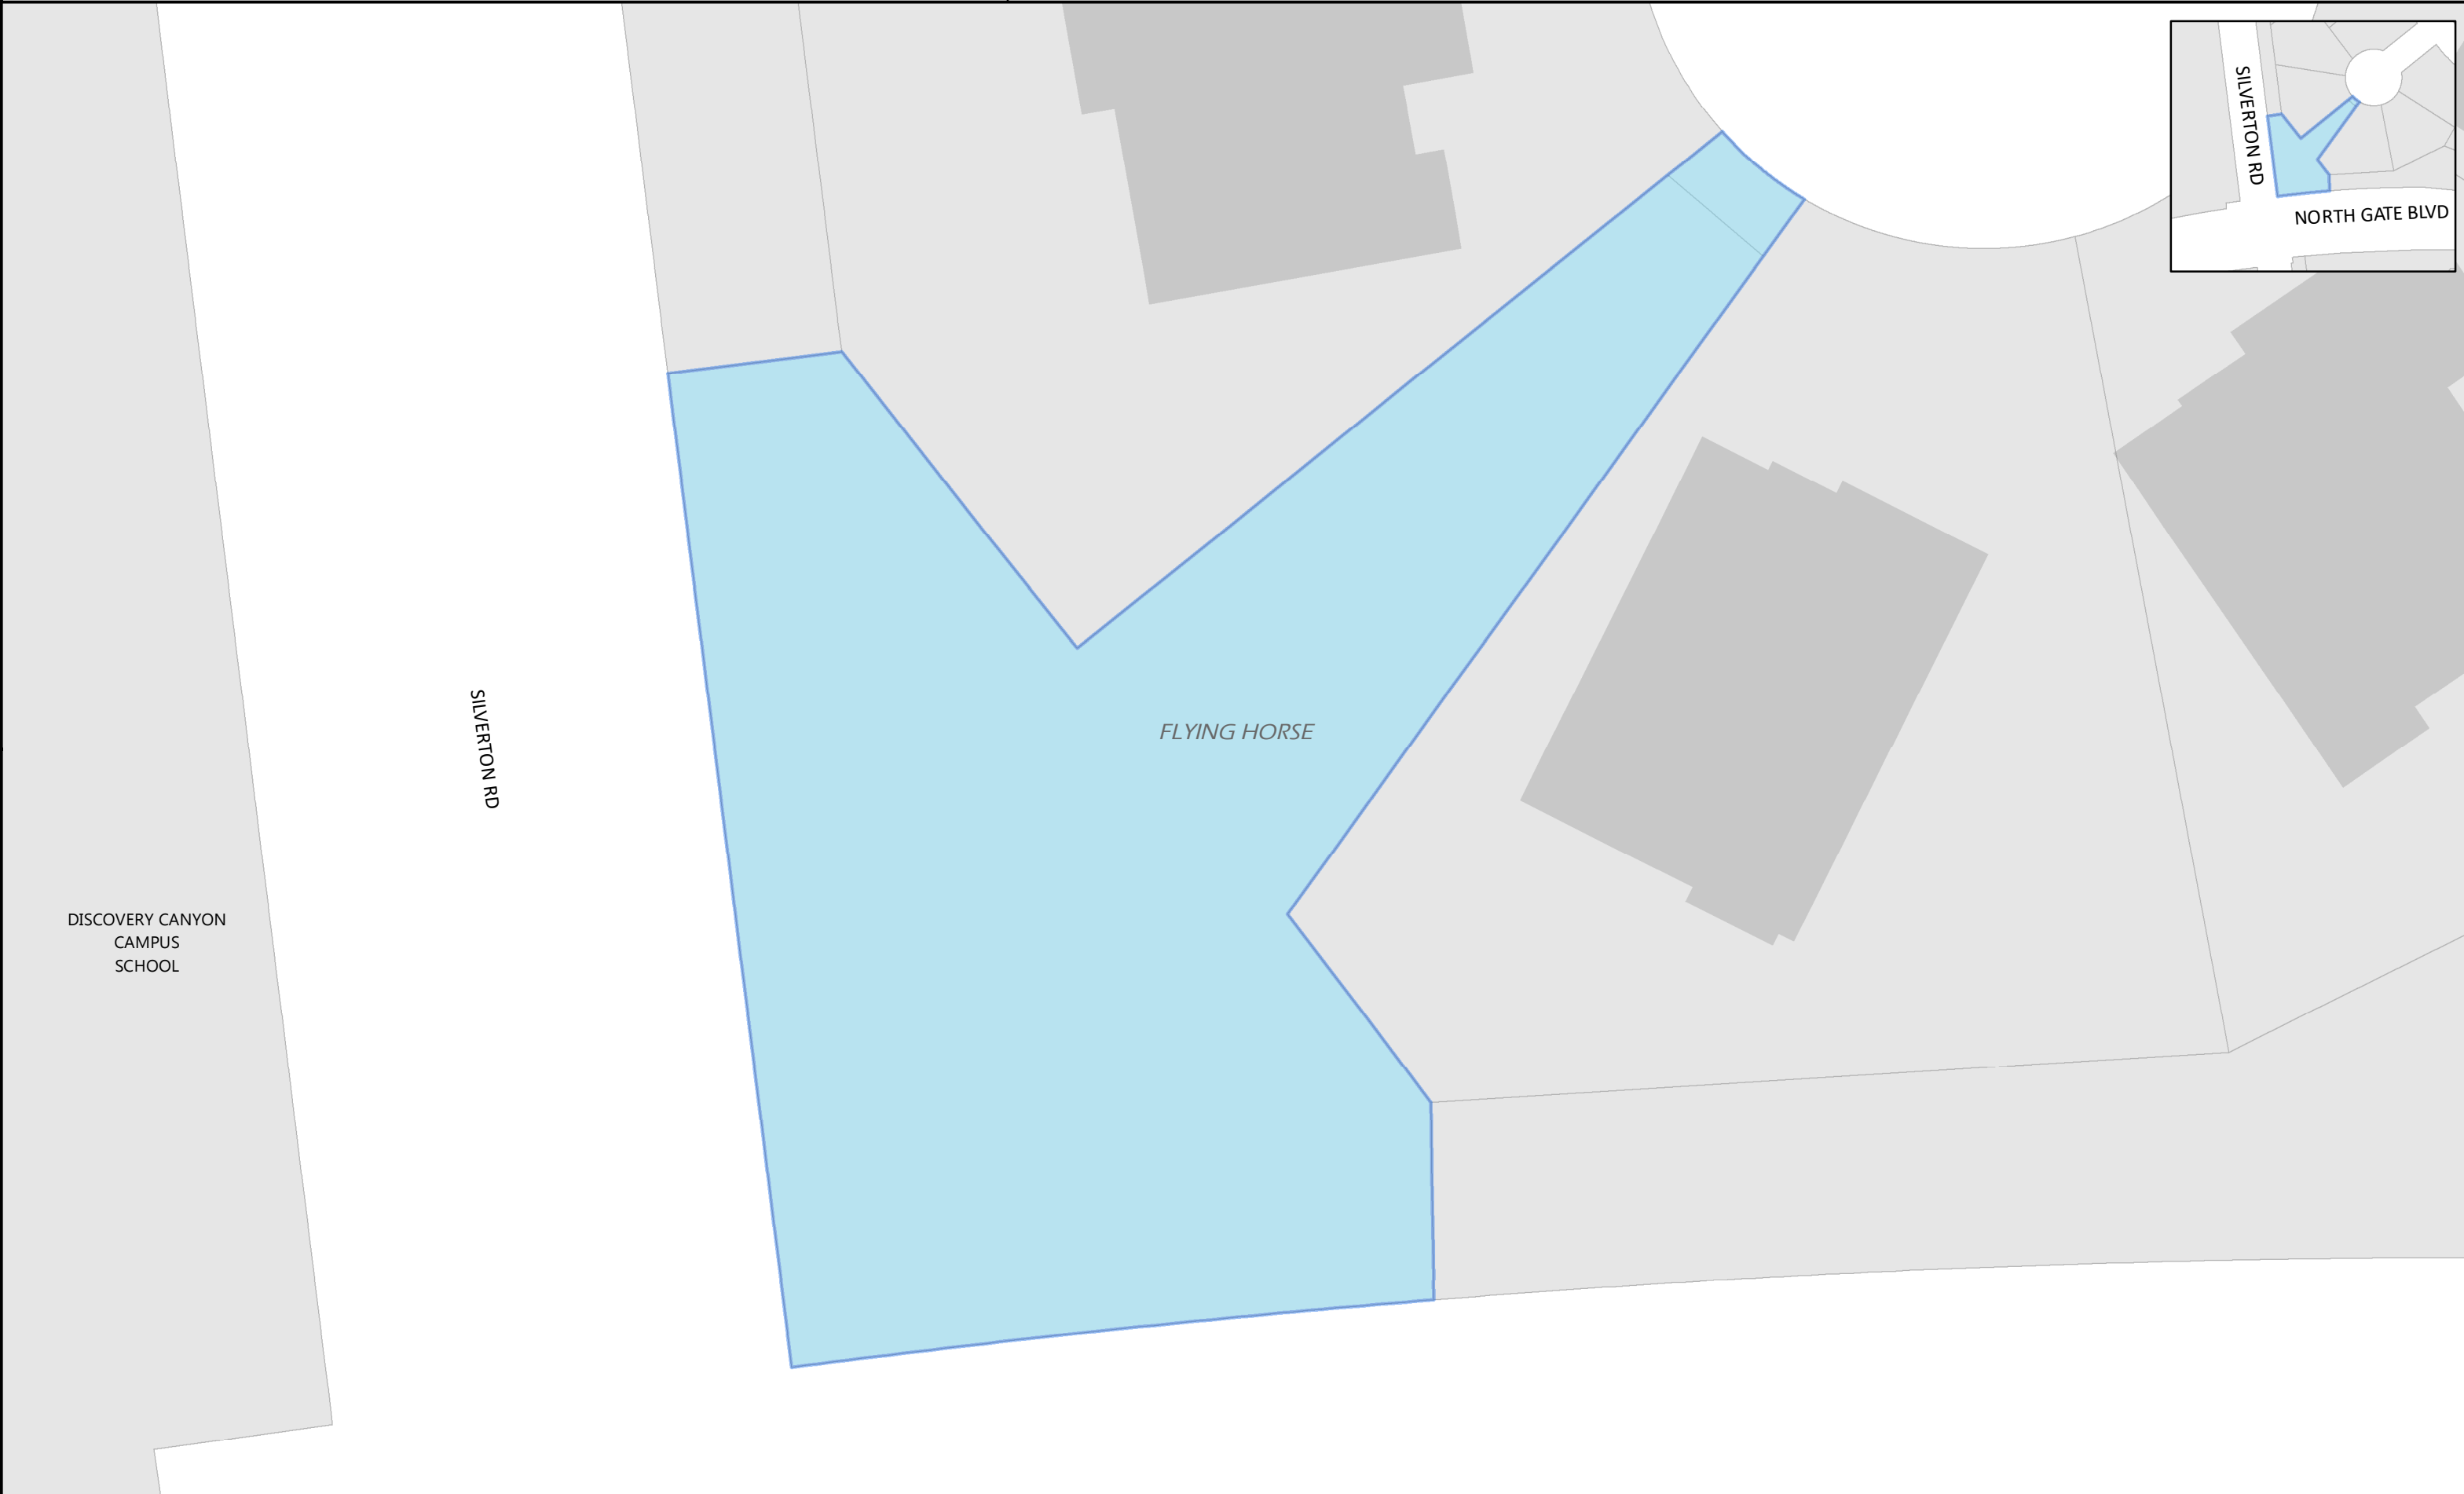 SILVERTON RD
NORTH GATE BLVD
SILVERTON RD
FLYING HORSE
DISCOVERY CANYON
CAMPUS
SCHOOL